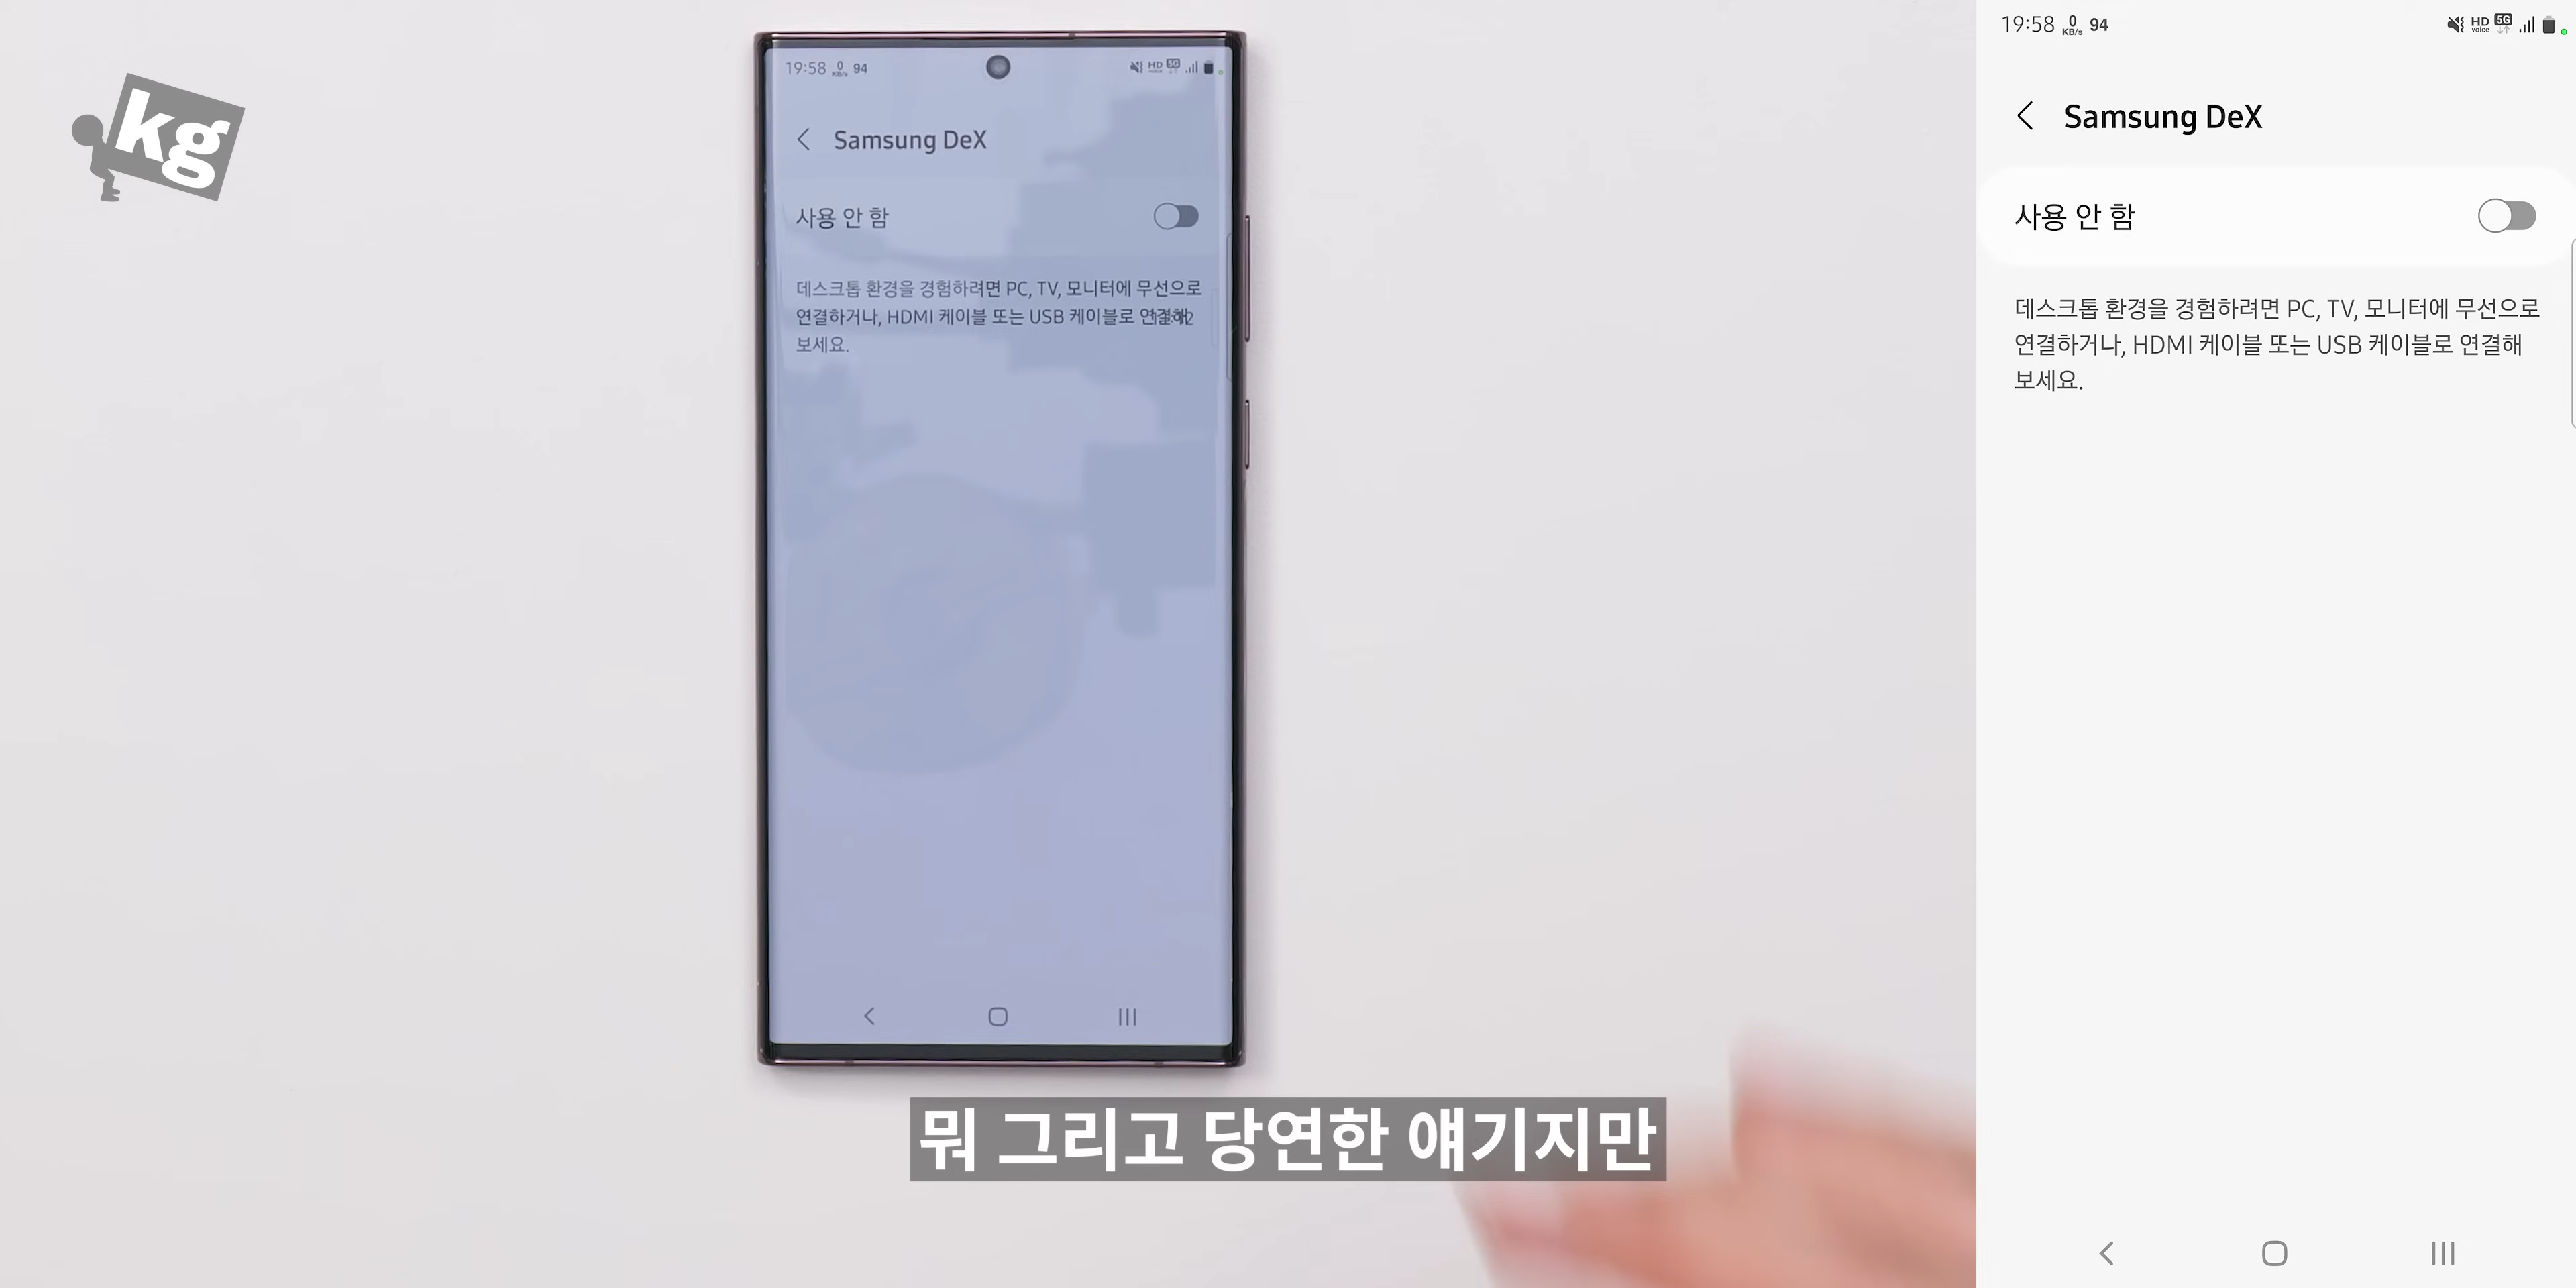 kg
19:58 0 KB/s 94 HD voice 5G
Samsung DeX
사용 안 함
데스크톱 환경을 경험하려면 PC, TV, 모니터에 무선으로
연결하거나, HDMI 케이블 또는 USB 케이블로 연결해
보세요.
뭐 그리고 당연한 얘기지만
19:58 0 KB/s 94 HD voice 5G
Samsung DeX
사용 안 함
데스크톱 환경을 경험하려면 PC, TV, 모니터에 무선으로
연결하거나, HDMI 케이블 또는 USB 케이블로 연결해
보세요.